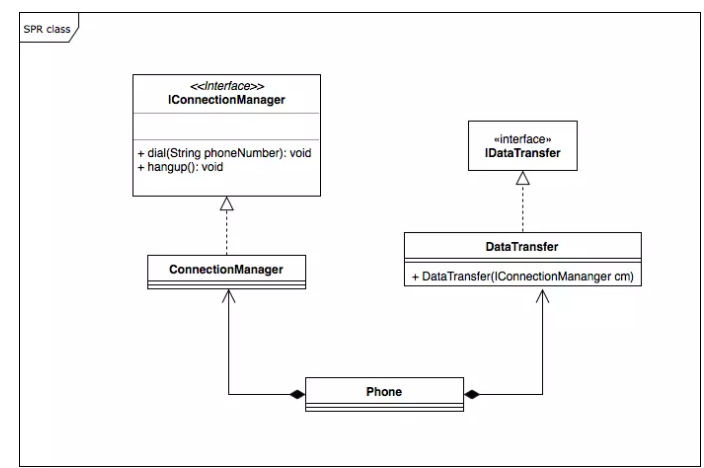 SPR class
<<Interface>>
IConnectionManager
+ dial(String phoneNumber): void
+ hangup(): void
«interface»
IDataTransfer
ConnectionManager
DataTransfer
+ DataTransfer(IConnectionMananger cm)
Phone